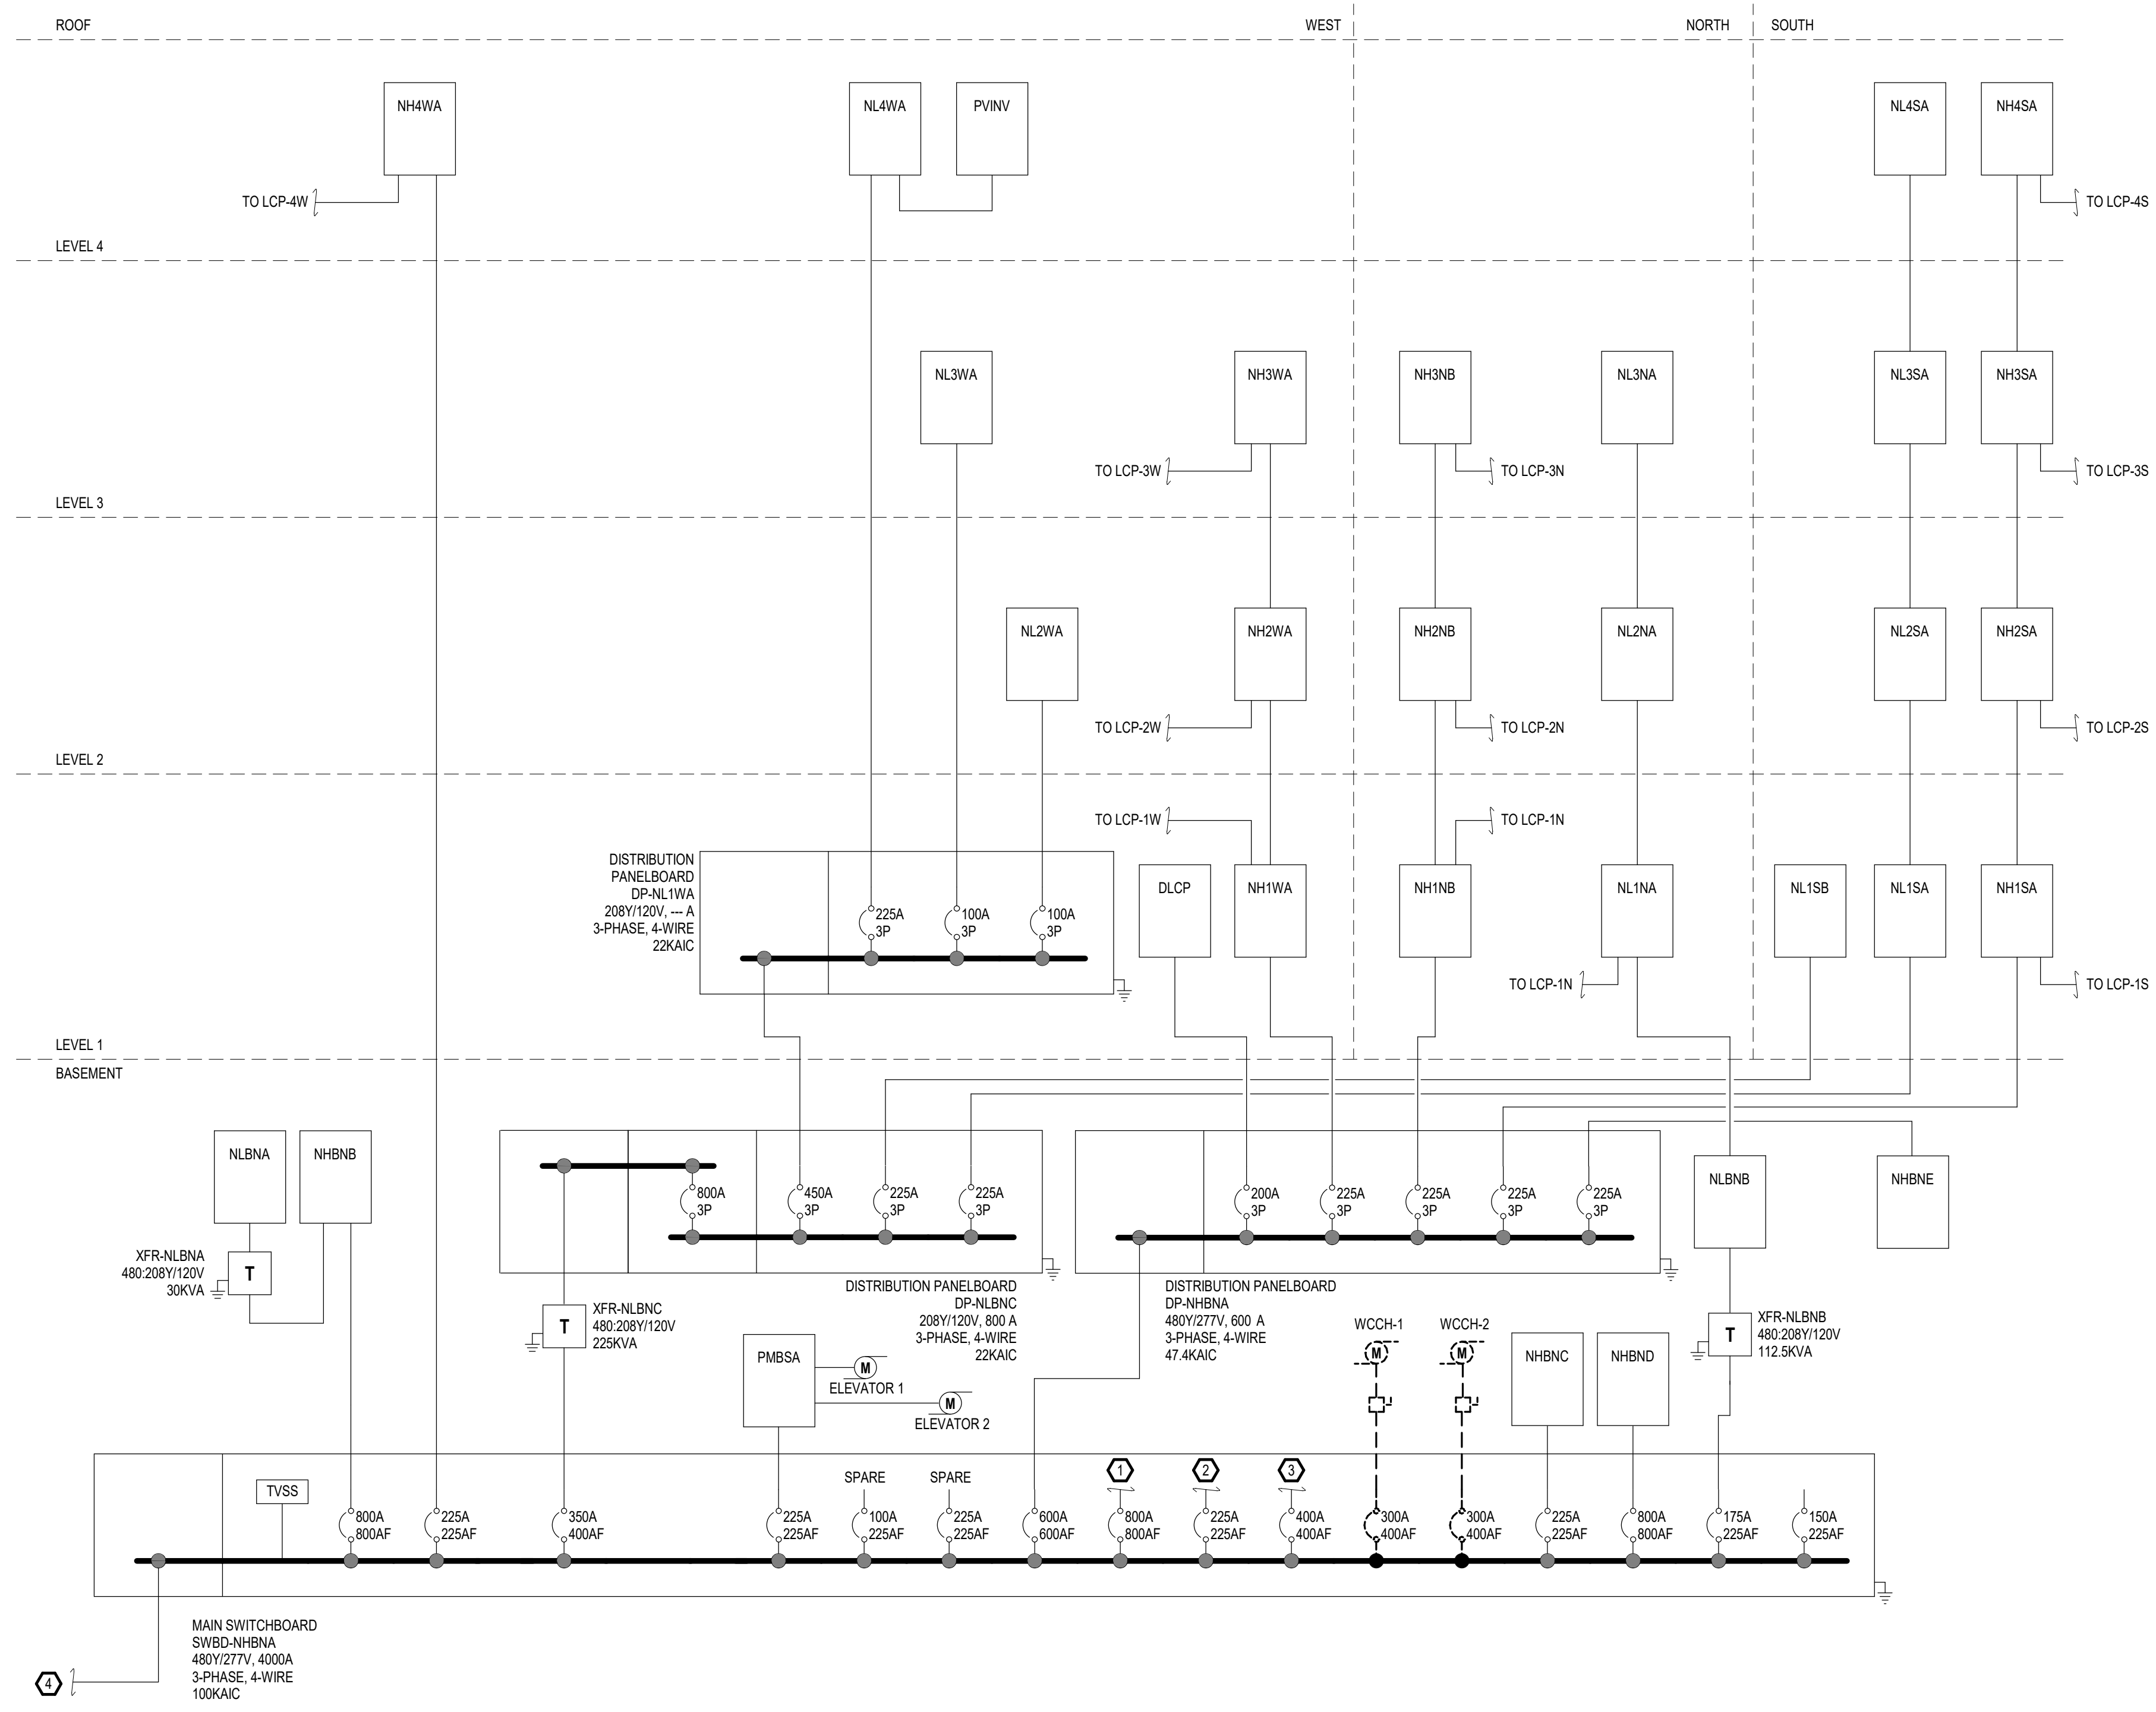 ROOF
WEST
NORTH
SOUTH
NH4WA
NL4WA
PVINV
NL4SA
NH4SA
TO LCP-4W
TO LCP-4S
LEVEL 4
NL3WA
NH3WA
NH3NB
NL3NA
NL3SA
NH3SA
TO LCP-3W
TO LCP-3N
TO LCP-3S
LEVEL 3
NL2WA
NH2WA
NH2NB
NL2NA
NL2SA
NH2SA
TO LCP-2W
TO LCP-2N
TO LCP-2S
LEVEL 2
TO LCP-1W
TO LCP-1N
DISTRIBUTION
PANELBOARD
DP-NL1WA
208Y/120V, --- A
3-PHASE, 4-WIRE
22KAIC
225A
3P
100A
3P
100A
3P
DLCP
NH1WA
NH1NB
NL1NA
NL1SB
NL1SA
NH1SA
TO LCP-1N
TO LCP-1S
LEVEL 1
BASEMENT
NLBNA
NHBNB
XFR-NLBNA
480:208Y/120V
30KVA
T
800A
3P
450A
3P
225A
3P
225A
3P
200A
3P
225A
3P
225A
3P
225A
3P
225A
3P
NLBNB
NHBNE
DISTRIBUTION PANELBOARD
DP-NLBNC
208Y/120V, 800 A
3-PHASE, 4-WIRE
22KAIC
DISTRIBUTION PANELBOARD
DP-NHBNA
480Y/277V, 600 A
3-PHASE, 4-WIRE
47.4KAIC
T
XFR-NLBNC
480:208Y/120V
225KVA
PMBSA
M
ELEVATOR 1
M
ELEVATOR 2
WCCH-1
M
WCCH-2
M
NHBNC
NHBND
T
XFR-NLBNB
480:208Y/120V
112.5KVA
TVSS
800A
800AF
225A
225AF
350A
400AF
225A
225AF
SPARE
100A
225AF
SPARE
225A
225AF
600A
600AF
1
800A
800AF
2
225A
225AF
3
400A
400AF
300A
400AF
300A
400AF
225A
225AF
800A
800AF
175A
225AF
150A
225AF
MAIN SWITCHBOARD
SWBD-NHBNA
480Y/277V, 4000A
3-PHASE, 4-WIRE
100KAIC
4